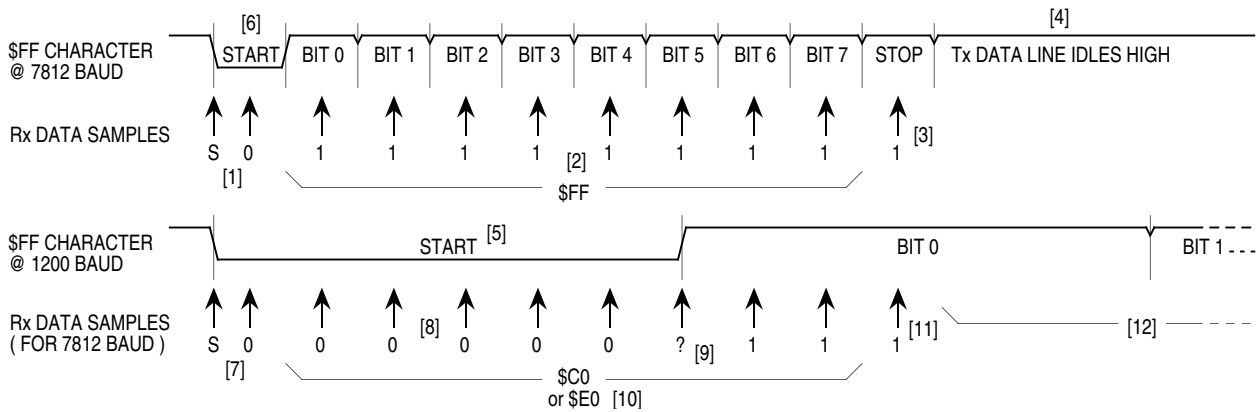 [6] [4]
$FF CHARACTER
@ 7812 BAUD
START BIT 0 BIT 1 BIT 2 BIT 3 BIT 4 BIT 5 BIT 6 BIT 7 STOP Tx DATA LINE IDLES HIGH
Rx DATA SAMPLES
S 0 1 1 1 1 [2] 1 1 1 1 1 [3]
[1]
$FF
$FF CHARACTER
@ 1200 BAUD
START [5] BIT 0 BIT 1
Rx DATA SAMPLES
( FOR 7812 BAUD )
S 0 0 0 [8] 0 0 0 ? [9] 1 1 1 [11] [12]
[7]
$C0
or $E0 [10]